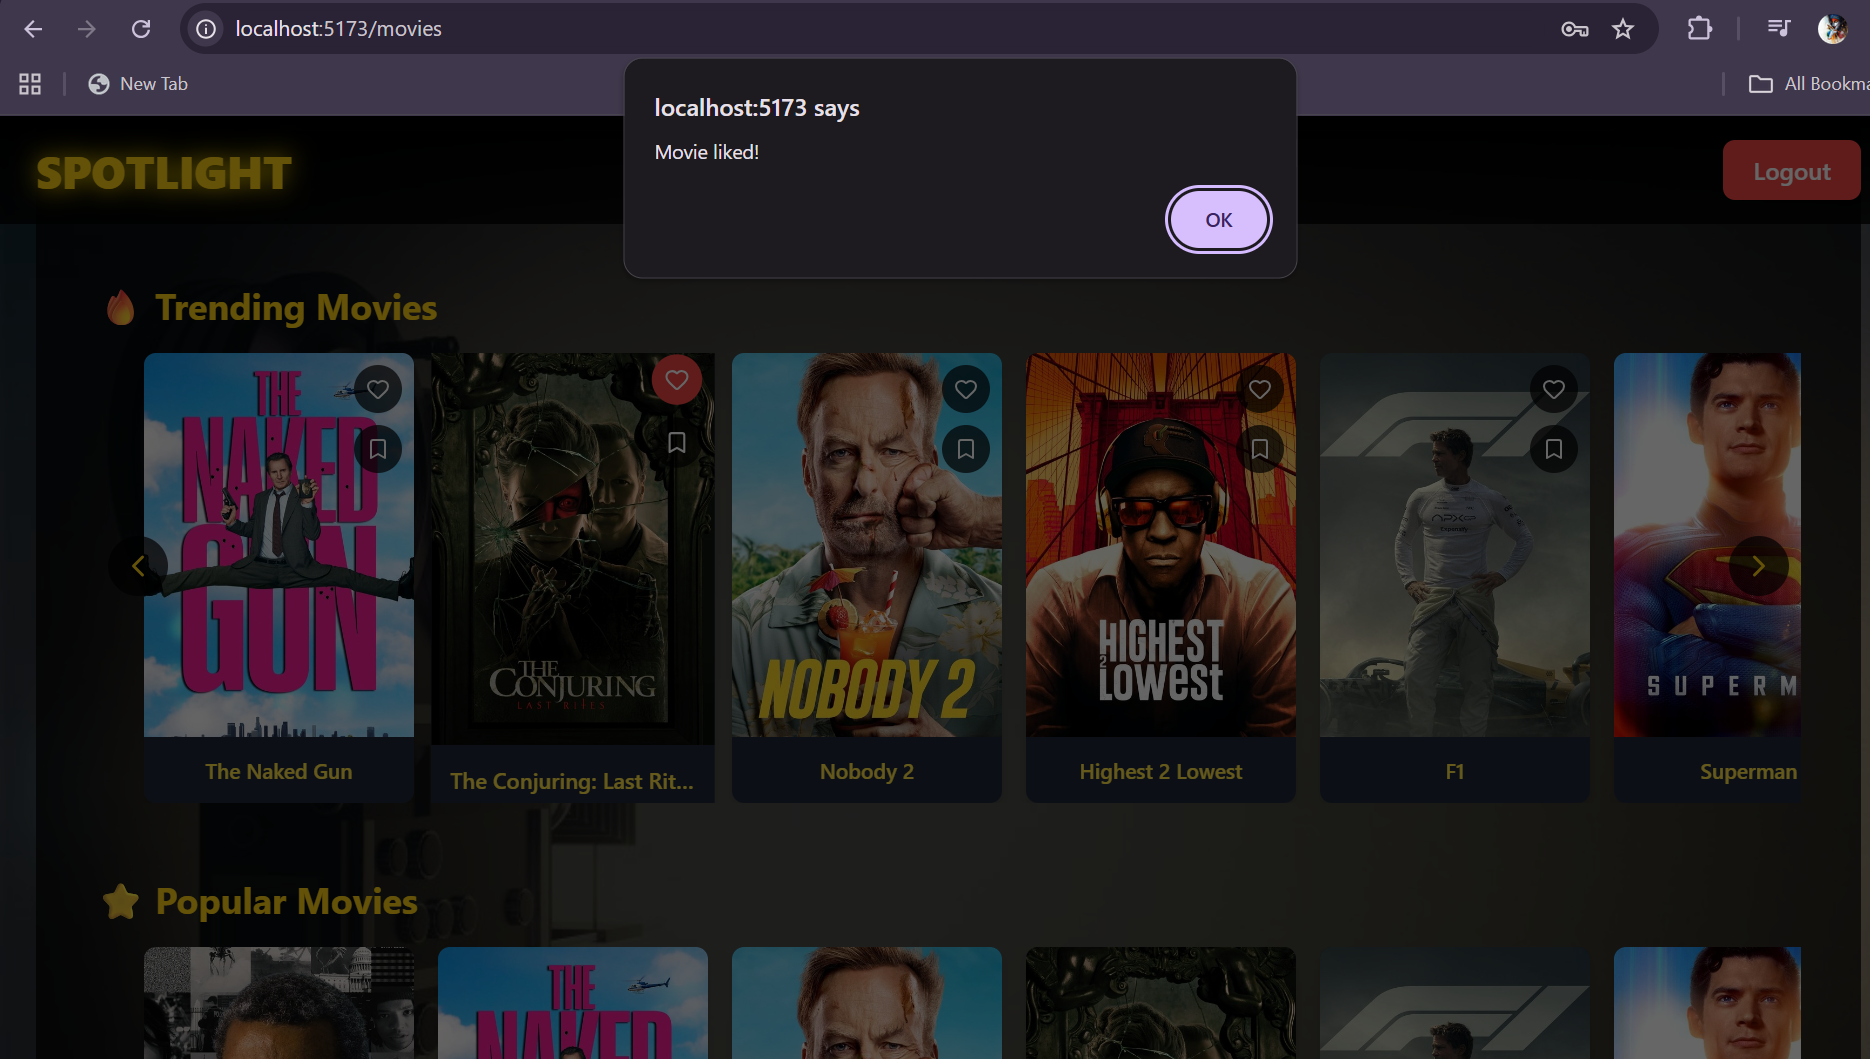 localhost:5173/movies
New Tab
All Bookma
localhost:5173 says
Movie liked!
OK
SPOTLIGHT
Logout
Trending Movies
THE
NAKED
GUN
THE
CONJURING
LAST RITES
NOBODY 2
HIGHEST
2
LOWEST
APXGP
Expensify
SUPERM
The Naked Gun
The Conjuring: Last Rit...
Nobody 2
Highest 2 Lowest
F1
Superman
Popular Movies
THE
NAKED